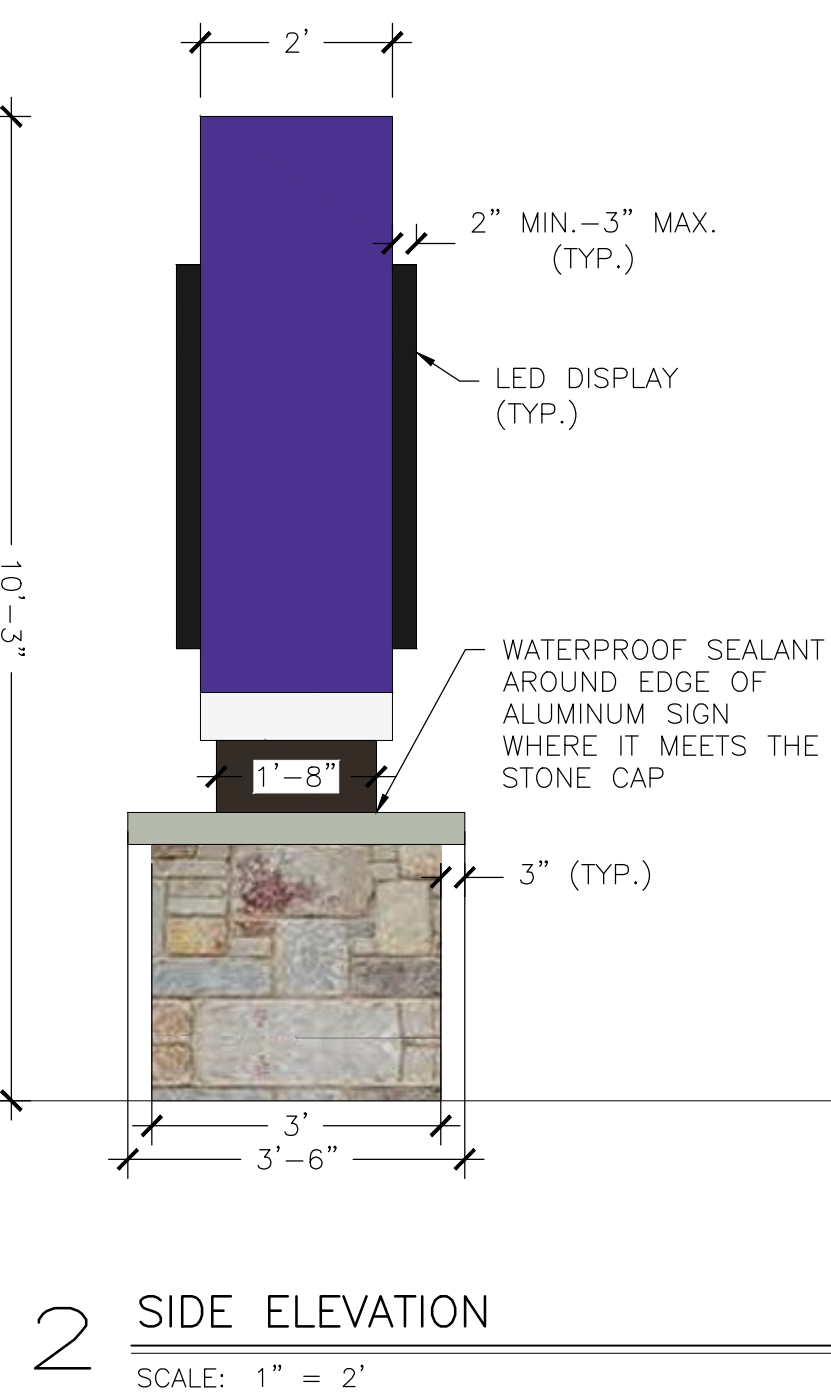 2'
2” MIN.–3” MAX.
(TYP.)
LED DISPLAY
(TYP.)
10'–3”
WATERPROOF SEALANT
AROUND EDGE OF
ALUMINUM SIGN
WHERE IT MEETS THE
STONE CAP
1'–8”
3” (TYP.)
3'
3'–6”
2 SIDE ELEVATION
SCALE: 1” = 2'